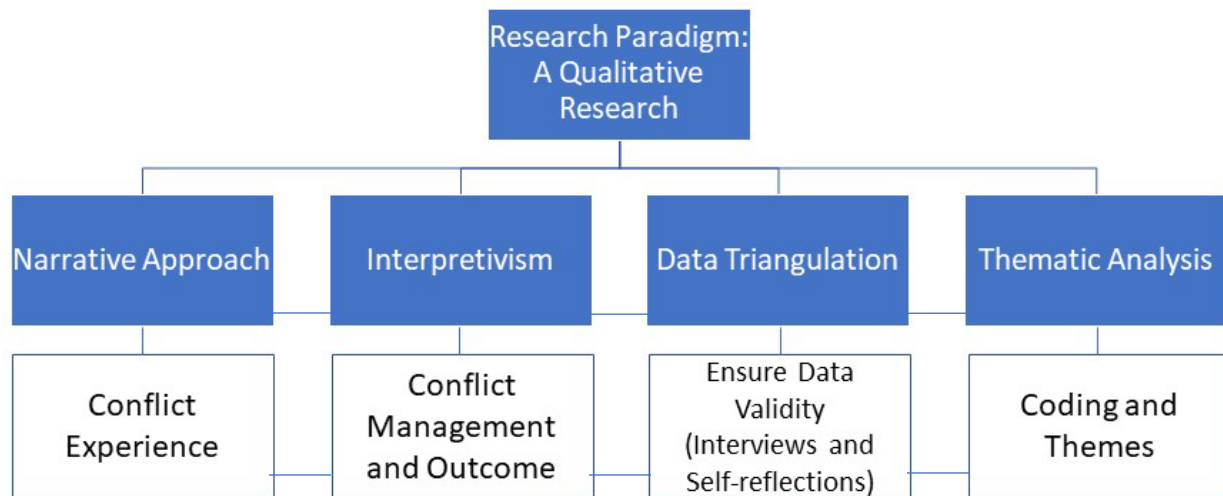 Research Paradigm:
A Qualitative
Research
Narrative Approach
Interpretivism
Data Triangulation
Thematic Analysis
Conflict
Experience
Conflict
Management
and Outcome
Ensure Data
Validity
(Interviews and
Self-reflections)
Coding and
Themes